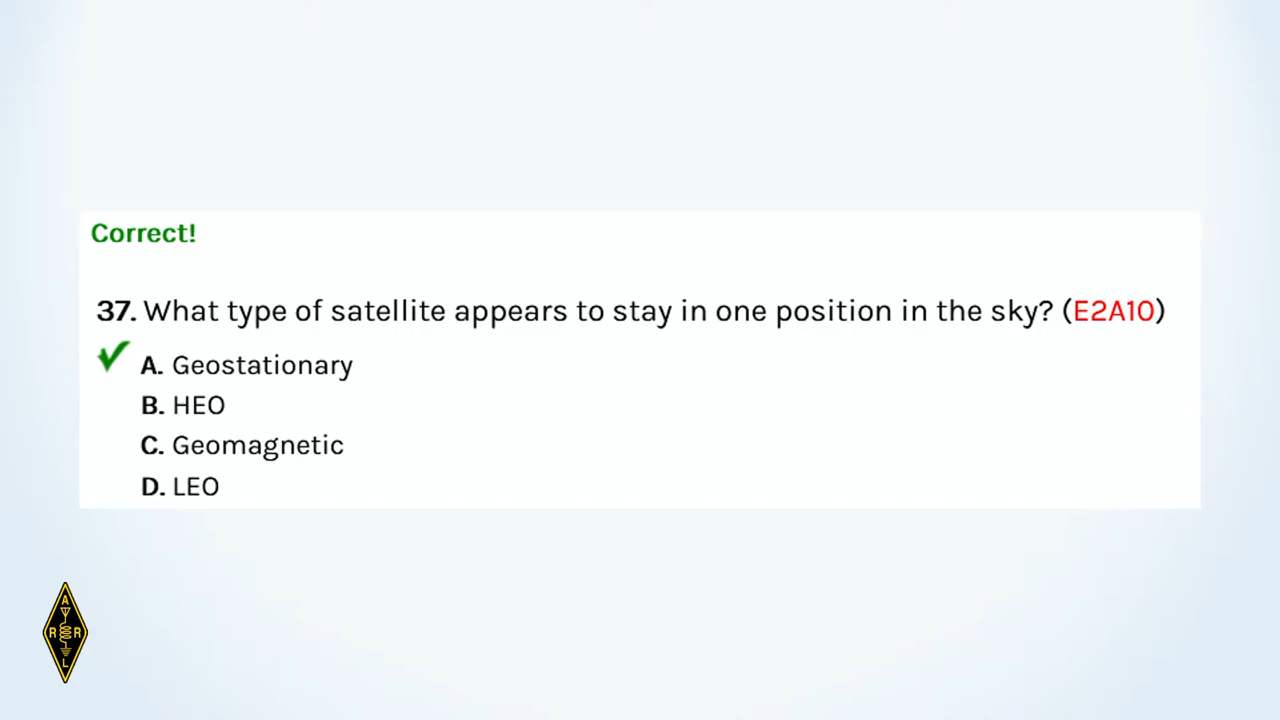 Correct!
37. What type of satellite appears to stay in one position in the sky? (E2A10)
A. Geostationary
B. HEO
C. Geomagnetic
D. LEO
A
R R
L